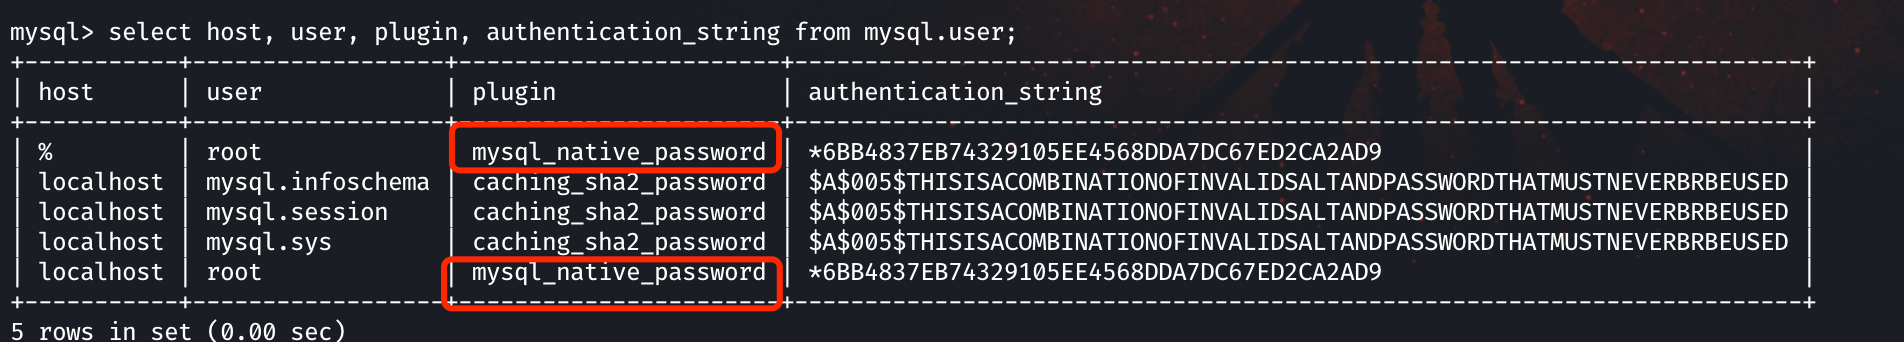 mysql> select host, user, plugin, authentication_string from mysql.user;
+-----------+------------------+-----------------------+------------------------------------------------------------------------+
| host      | user             | plugin                | authentication_string                                                  |
+-----------+------------------+-----------------------+------------------------------------------------------------------------+
| %         | root             | mysql_native_password | *6BB4837EB74329105EE4568DDA7DC67ED2CA2AD9                              |
| localhost | mysql.infoschema | caching_sha2_password | $A$005$THISISACOMBINATIONOFINVALIDSALTANDPASSWORDTHATMUSTNEVERBRBEUSED |
| localhost | mysql.session    | caching_sha2_password | $A$005$THISISACOMBINATIONOFINVALIDSALTANDPASSWORDTHATMUSTNEVERBRBEUSED |
| localhost | mysql.sys        | caching_sha2_password | $A$005$THISISACOMBINATIONOFINVALIDSALTANDPASSWORDTHATMUSTNEVERBRBEUSED |
| localhost | root             | mysql_native_password | *6BB4837EB74329105EE4568DDA7DC67ED2CA2AD9                              |
+-----------+------------------+-----------------------+------------------------------------------------------------------------+
5 rows in set (0.00 sec)